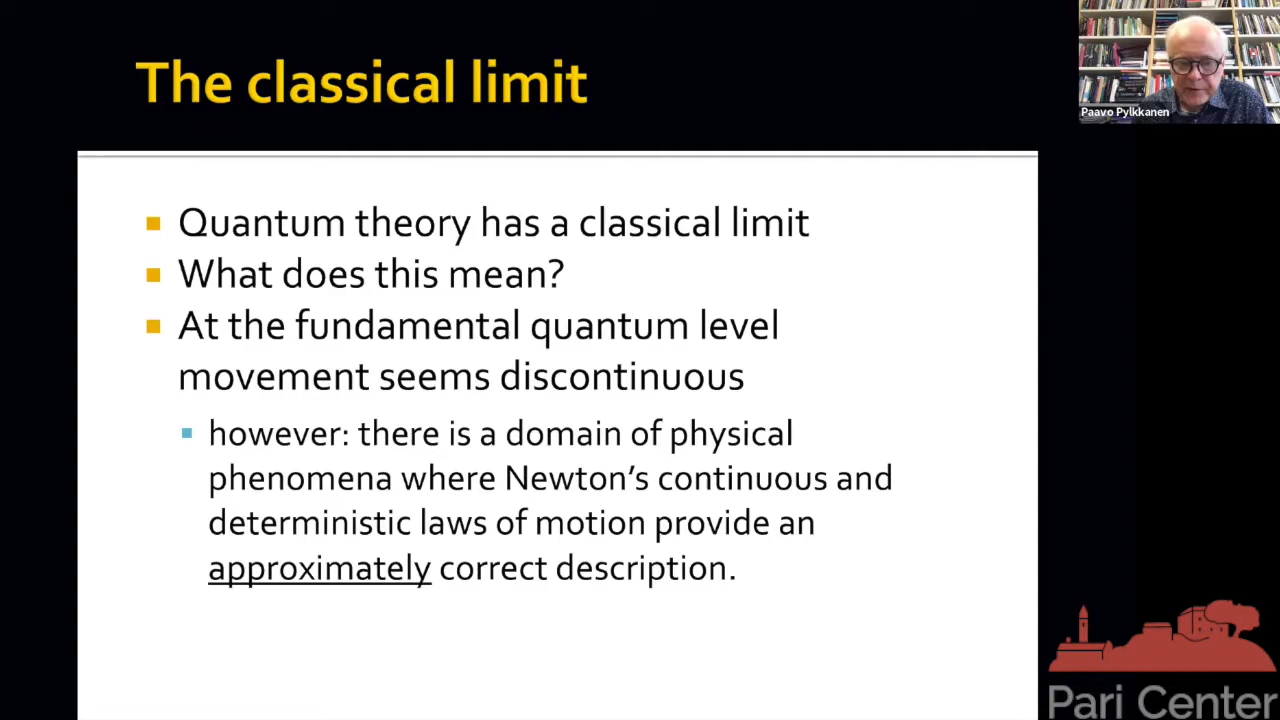 The classical limit
Paavo Pylkkanen
Quantum theory has a classical limit
What does this mean?
At the fundamental quantum level
movement seems discontinuous
however: there is a domain of physical
phenomena where Newton’s continuous and
deterministic laws of motion provide an
approximately correct description.
Pari Center